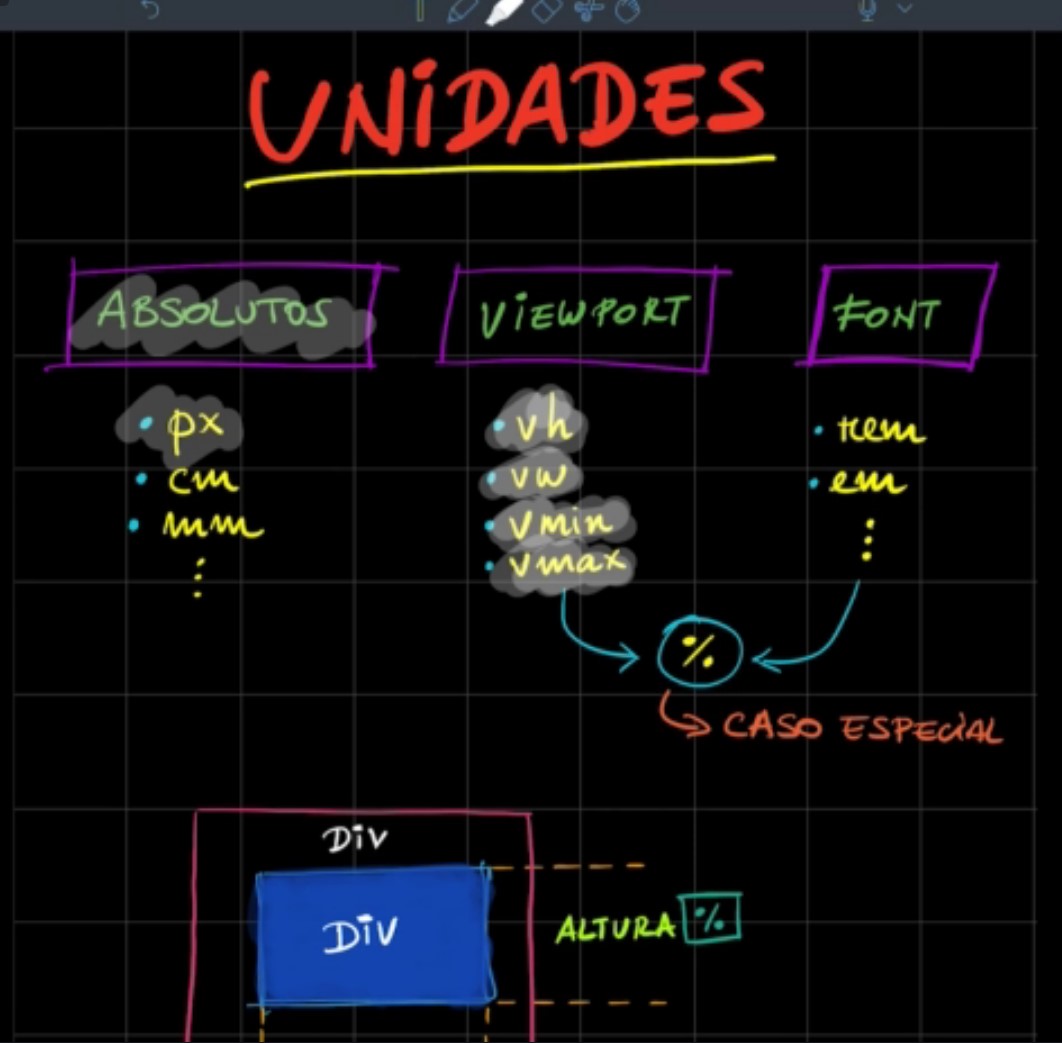 UNiDADES
ABSOLUTOS
ViEWPORT
FONT
• px
• cm
• mm
• vh
• vw
• vmin
• vmax
• rem
• em
%
CASO ESPECiAL
Div
Div
ALTURA %